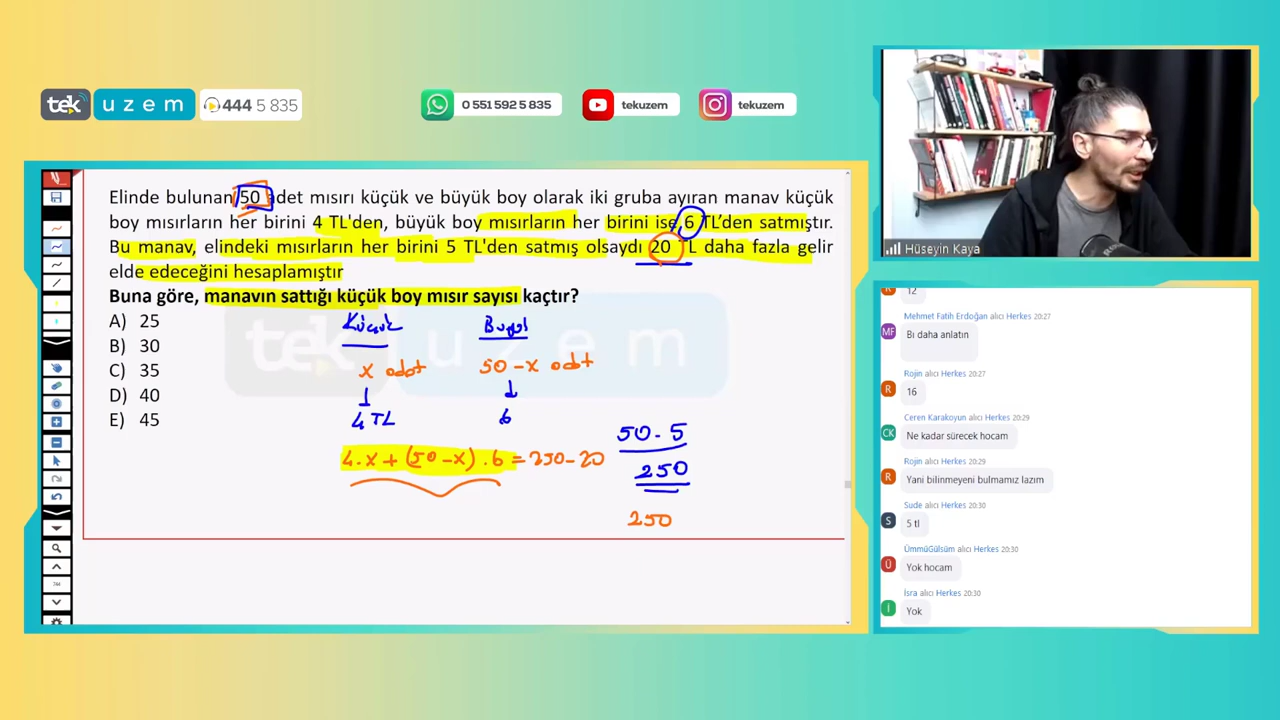 tek uzem 444 5 835
0 551 592 5 835
tekuzem
tekuzem
Elinde bulunan 50 adet mısırı küçük ve büyük boy olarak iki gruba ayıran manav küçük
boy mısırların her birini 4 TL'den, büyük boy mısırların her birini ise 6 TL'den satmıştır.
Bu manav, elindeki mısırların her birini 5 TL'den satmış olsaydı 20 TL daha fazla gelir
elde edeceğini hesaplamıştır
Buna göre, manavın sattığı küçük boy mısır sayısı kaçtır?
A) 25
B) 30
C) 35
D) 40
E) 45
tek uzem
Küçük
x adet
4 TL
50-x adet
6
4.x + (50-x).6 = 250-20
50.5
250
250
Hüseyin Kaya
R 12
Mehmet Fatih Erdoğan alıcı Herkes 20:27
MF Bı daha anlatın
Rojin alıcı Herkes 20:27
R 16
Ceren Karakoyun alıcı Herkes 20:29
CK Ne kadar sürecek hocam
Rojin alıcı Herkes 20:29
R Yani bilinmeyeni bulmamız lazım
Sude alıcı Herkes 20:30
S 5 tl
ÜmmüGülsüm alıcı Herkes 20:30
Ü Yok hocam
İsra alıcı Herkes 20:30
İ Yok